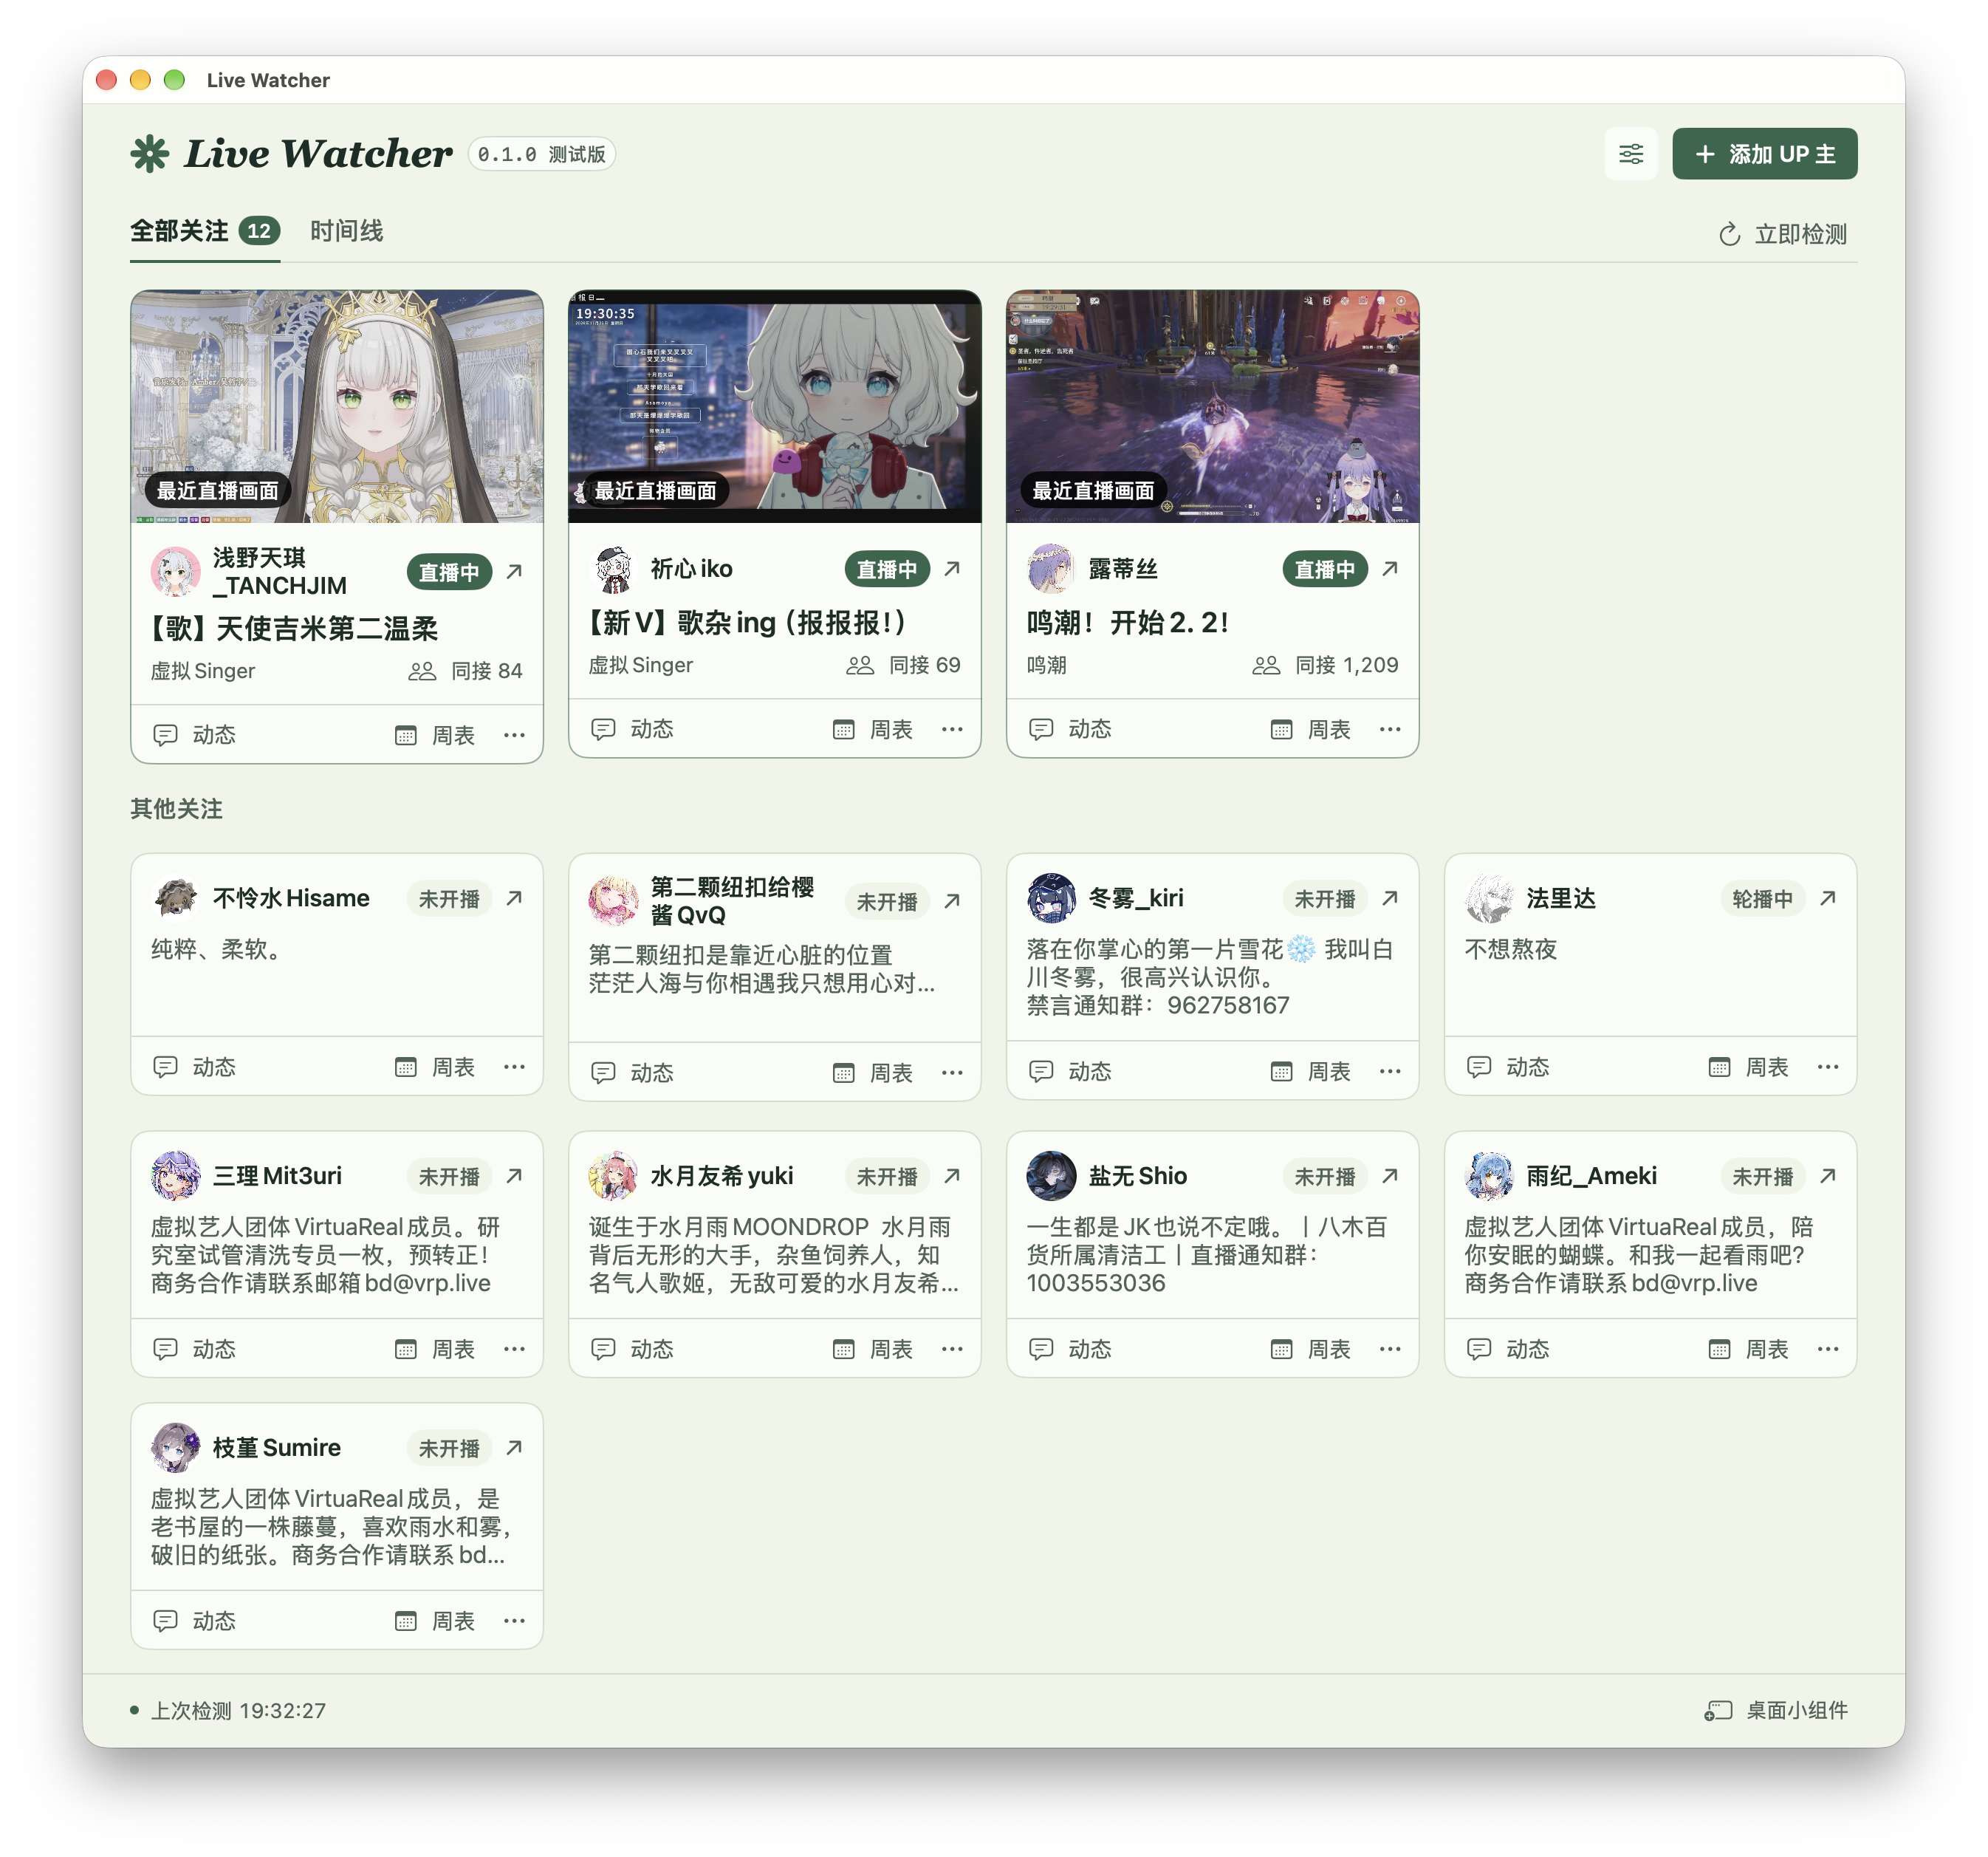 Live Watcher
Live Watcher
0.1.0 测试版
添加 UP 主
全部关注 12
时间线
立即检测
最近直播画面
浅野天琪
_TANCHJIM
直播中
【歌】天使吉米第二温柔
虚拟 Singer
同接 84
动态
周表
19:30:35
最近直播画面
祈心 iko
直播中
【新 V】歌杂 ing（报报报！）
虚拟 Singer
同接 69
动态
周表
最近直播画面
露蒂丝
直播中
鸣潮！开始 2. 2！
鸣潮
同接 1,209
动态
周表
其他关注
不怜水 Hisame
未开播
纯粹、柔软。
动态
周表
第二颗纽扣给樱
酱 QvQ
未开播
第二颗纽扣是靠近心脏的位置
茫茫人海与你相遇我只想用心对...
动态
周表
冬雾_kiri
未开播
落在你掌心的第一片雪花❄️ 我叫白
川冬雾，很高兴认识你。
禁言通知群：962758167
动态
周表
法里达
轮播中
不想熬夜
动态
周表
三理 Mit3uri
未开播
虚拟艺人团体 VirtuaReal 成员。研
究室试管清洗专员一枚，预转正！
商务合作请联系邮箱 bd@vrp.live
动态
周表
水月友希 yuki
未开播
诞生于水月雨 MOONDROP 水月雨
背后无形的大手，杂鱼饲养人，知
名气人歌姬，无敌可爱的水月友希...
动态
周表
盐无 Shio
未开播
一生都是 JK 也说不定哦。丨八木百
货所属清洁工丨直播通知群：
1003553036
动态
周表
雨纪_Ameki
未开播
虚拟艺人团体 VirtuaReal 成员，陪
你安眠的蝴蝶。和我一起看雨吧？
商务合作请联系 bd@vrp.live
动态
周表
枝堇 Sumire
未开播
虚拟艺人团体 VirtuaReal 成员，是
老书屋的一株藤蔓，喜欢雨水和雾，
破旧的纸张。商务合作请联系 bd...
动态
周表
上次检测 19:32:27
桌面小组件